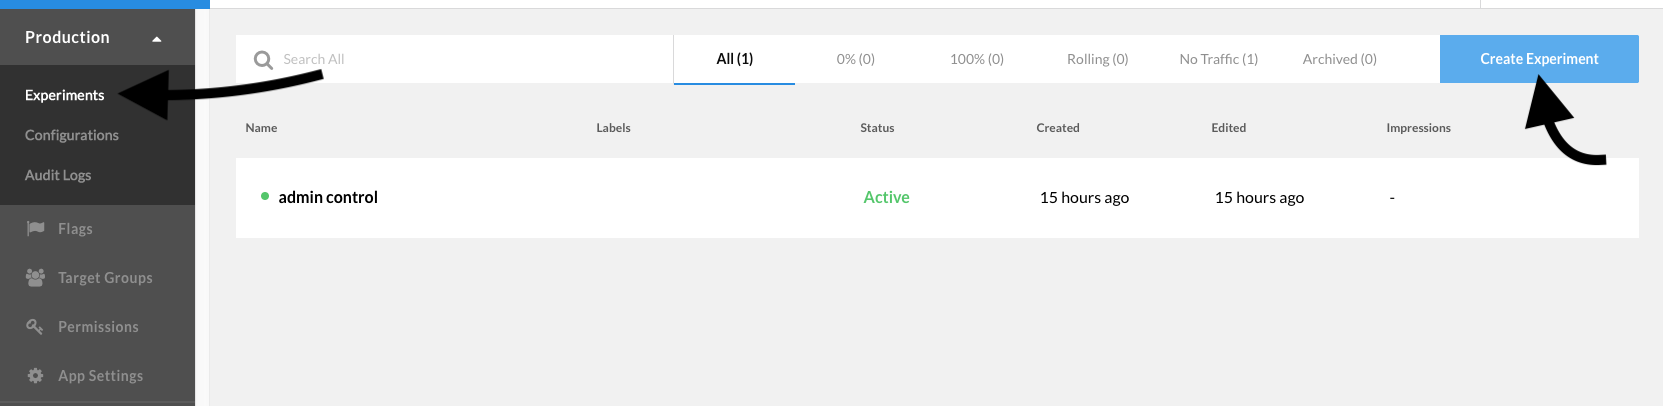 Production
Experiments
Configurations
Audit Logs
Flags
Target Groups
Permissions
App Settings
Search All
All (1)
0% (0)
100% (0)
Rolling (0)
No Traffic (1)
Archived (0)
Create Experiment
Name Labels Status Created Edited Impressions
admin control Active 15 hours ago 15 hours ago -